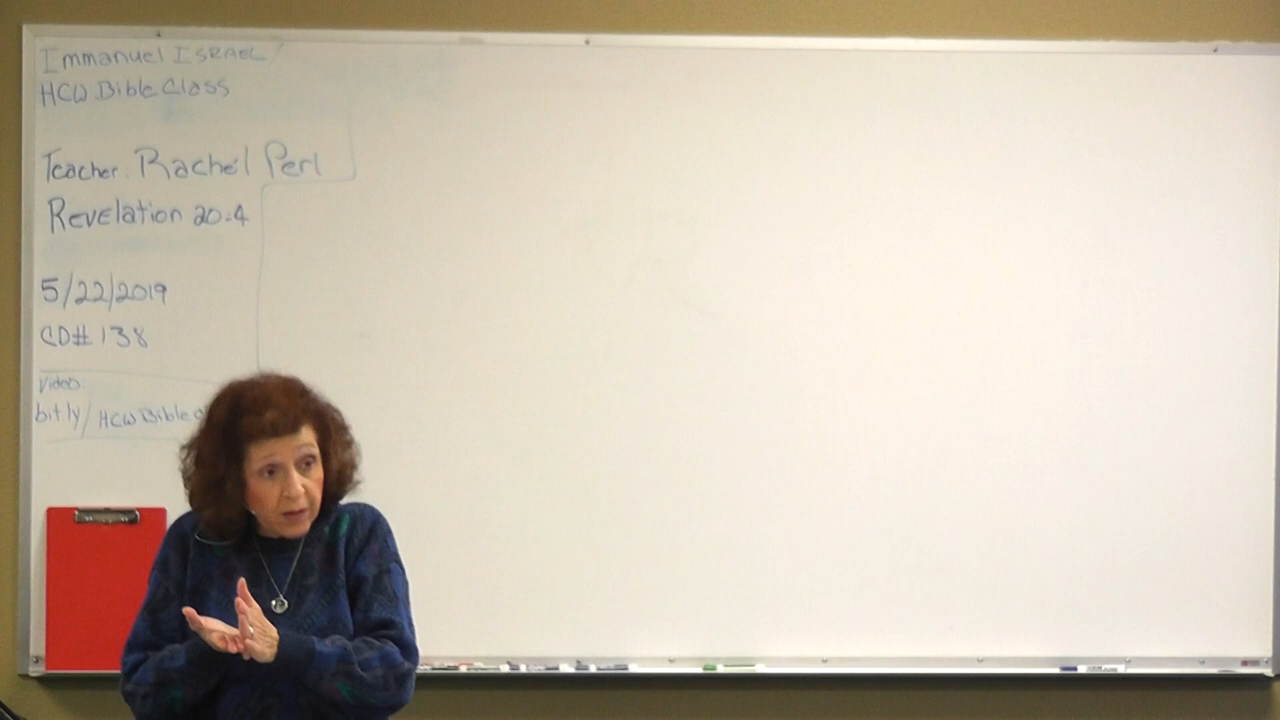 Immanuel ISRAEL/
HCW Bible Class
Teacher: Rachel Perl
Revelation 20:4
5/22/2019
CD# 138
Video
bit.ly/HCWBible